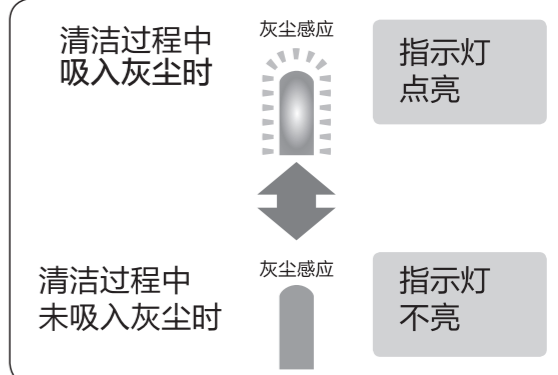 清洁过程中
吸入灰尘时
灰尘感应
指示灯
点亮
清洁过程中
未吸入灰尘时
灰尘感应
指示灯
不亮